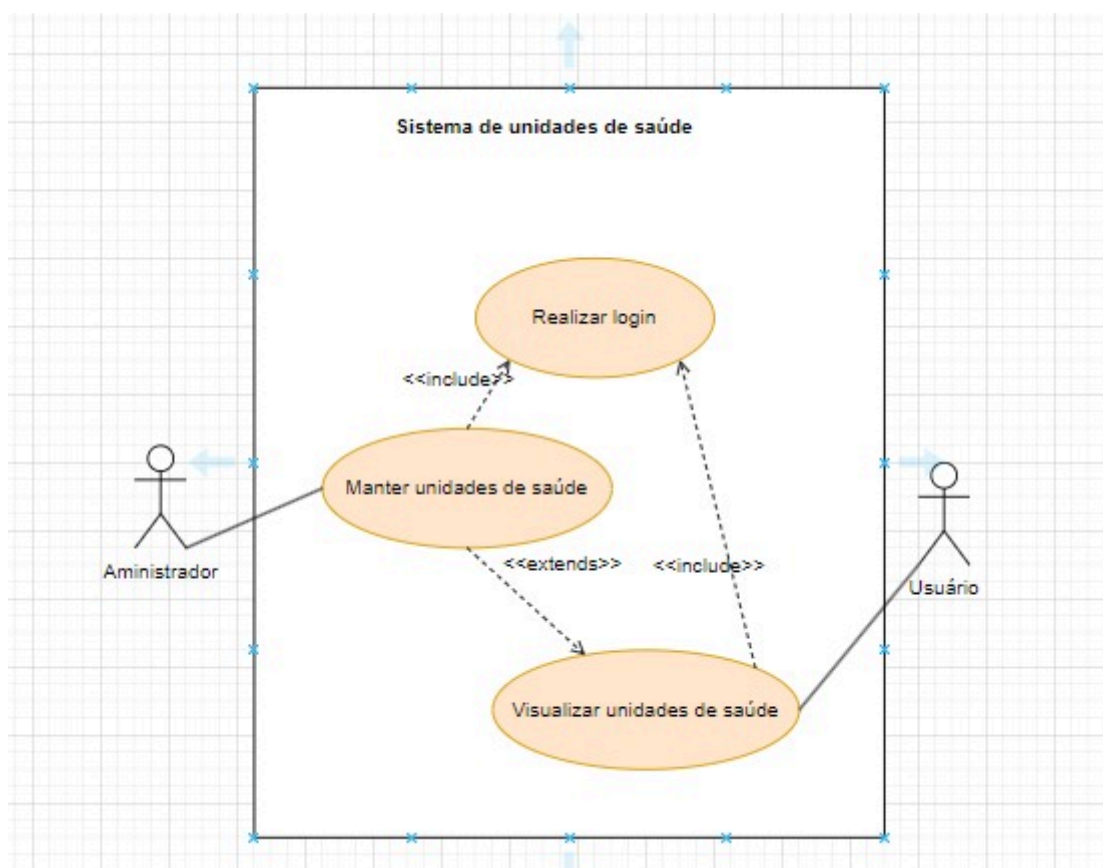 Sistema de unidades de saúde
Realizar login
<<include>>
Manter unidades de saúde
<<extends>>
<<include>>
Aministrador
Usuário
Visualizar unidades de saúde